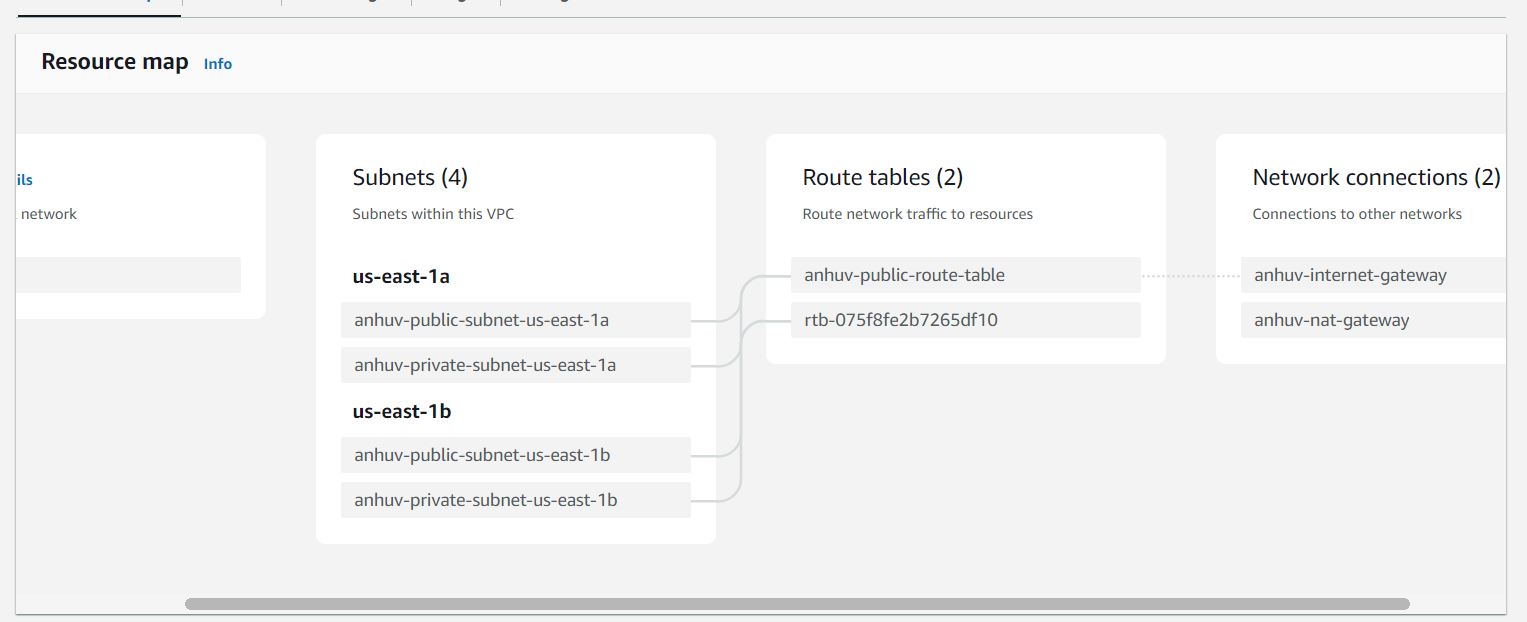 Resource map Info
ils
network
Subnets (4)
Subnets within this VPC
us-east-1a
anhuv-public-subnet-us-east-1a
anhuv-private-subnet-us-east-1a
us-east-1b
anhuv-public-subnet-us-east-1b
anhuv-private-subnet-us-east-1b
Route tables (2)
Route network traffic to resources
anhuv-public-route-table
rtb-075f8fe2b7265df10
Network connections (2)
Connections to other networks
anhuv-internet-gateway
anhuv-nat-gateway